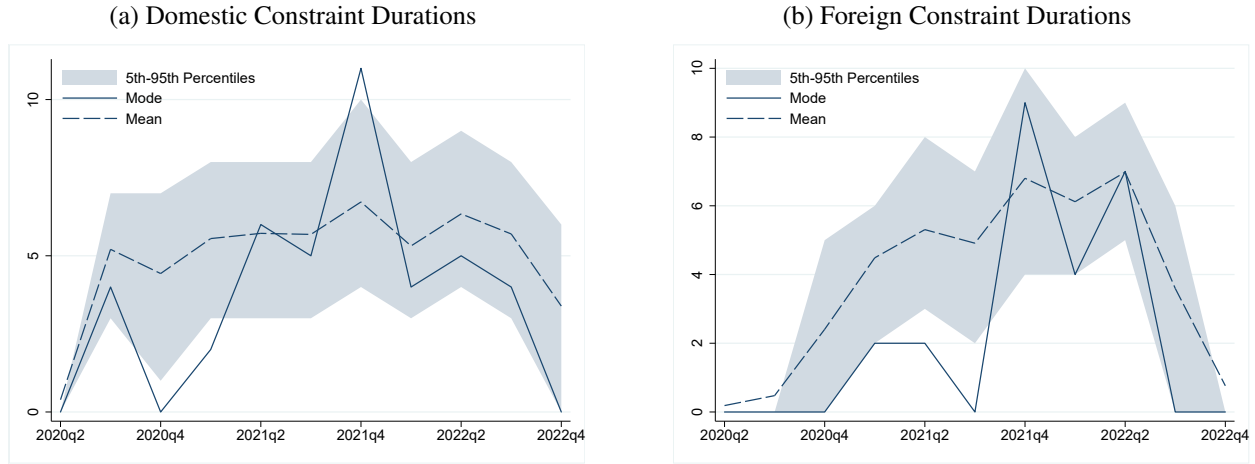 (a) Domestic Constraint Durations
5th-95th Percentiles
Mode
Mean
10
5
0
2020q2 2020q4 2021q2 2021q4 2022q2 2022q4
(b) Foreign Constraint Durations
5th-95th Percentiles
Mode
Mean
10
8
6
4
2
0
2020q2 2020q4 2021q2 2021q4 2022q2 2022q4